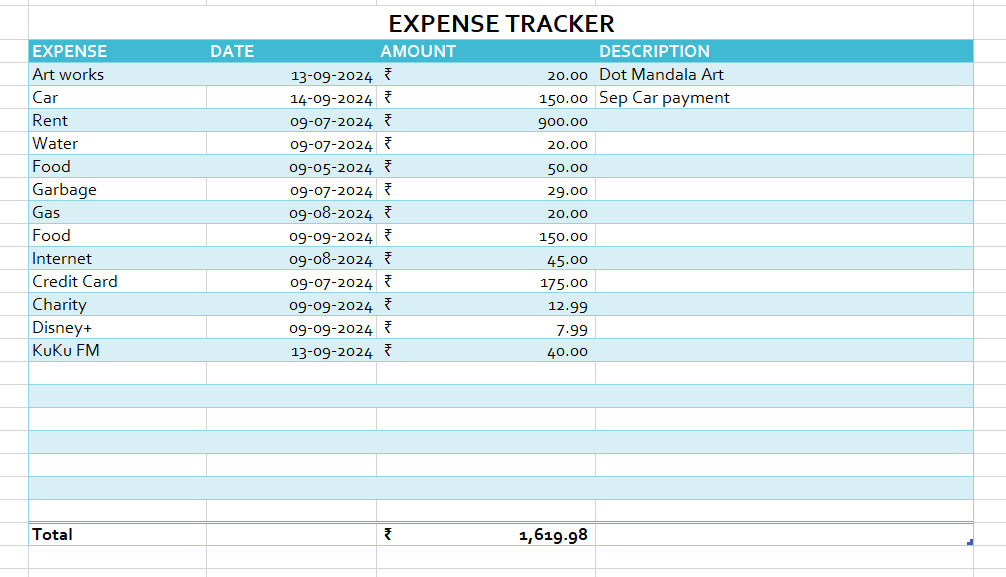 EXPENSE TRACKER
EXPENSE DATE AMOUNT DESCRIPTION
Art works 13-09-2024 ₹ 20.00 Dot Mandala Art
Car 14-09-2024 ₹ 150.00 Sep Car payment
Rent 09-07-2024 ₹ 900.00
Water 09-07-2024 ₹ 20.00
Food 09-05-2024 ₹ 50.00
Garbage 09-07-2024 ₹ 29.00
Gas 09-08-2024 ₹ 20.00
Food 09-09-2024 ₹ 150.00
Internet 09-08-2024 ₹ 45.00
Credit Card 09-07-2024 ₹ 175.00
Charity 09-09-2024 ₹ 12.99
Disney+ 09-09-2024 ₹ 7.99
KuKu FM 13-09-2024 ₹ 40.00
Total ₹ 1,619.98